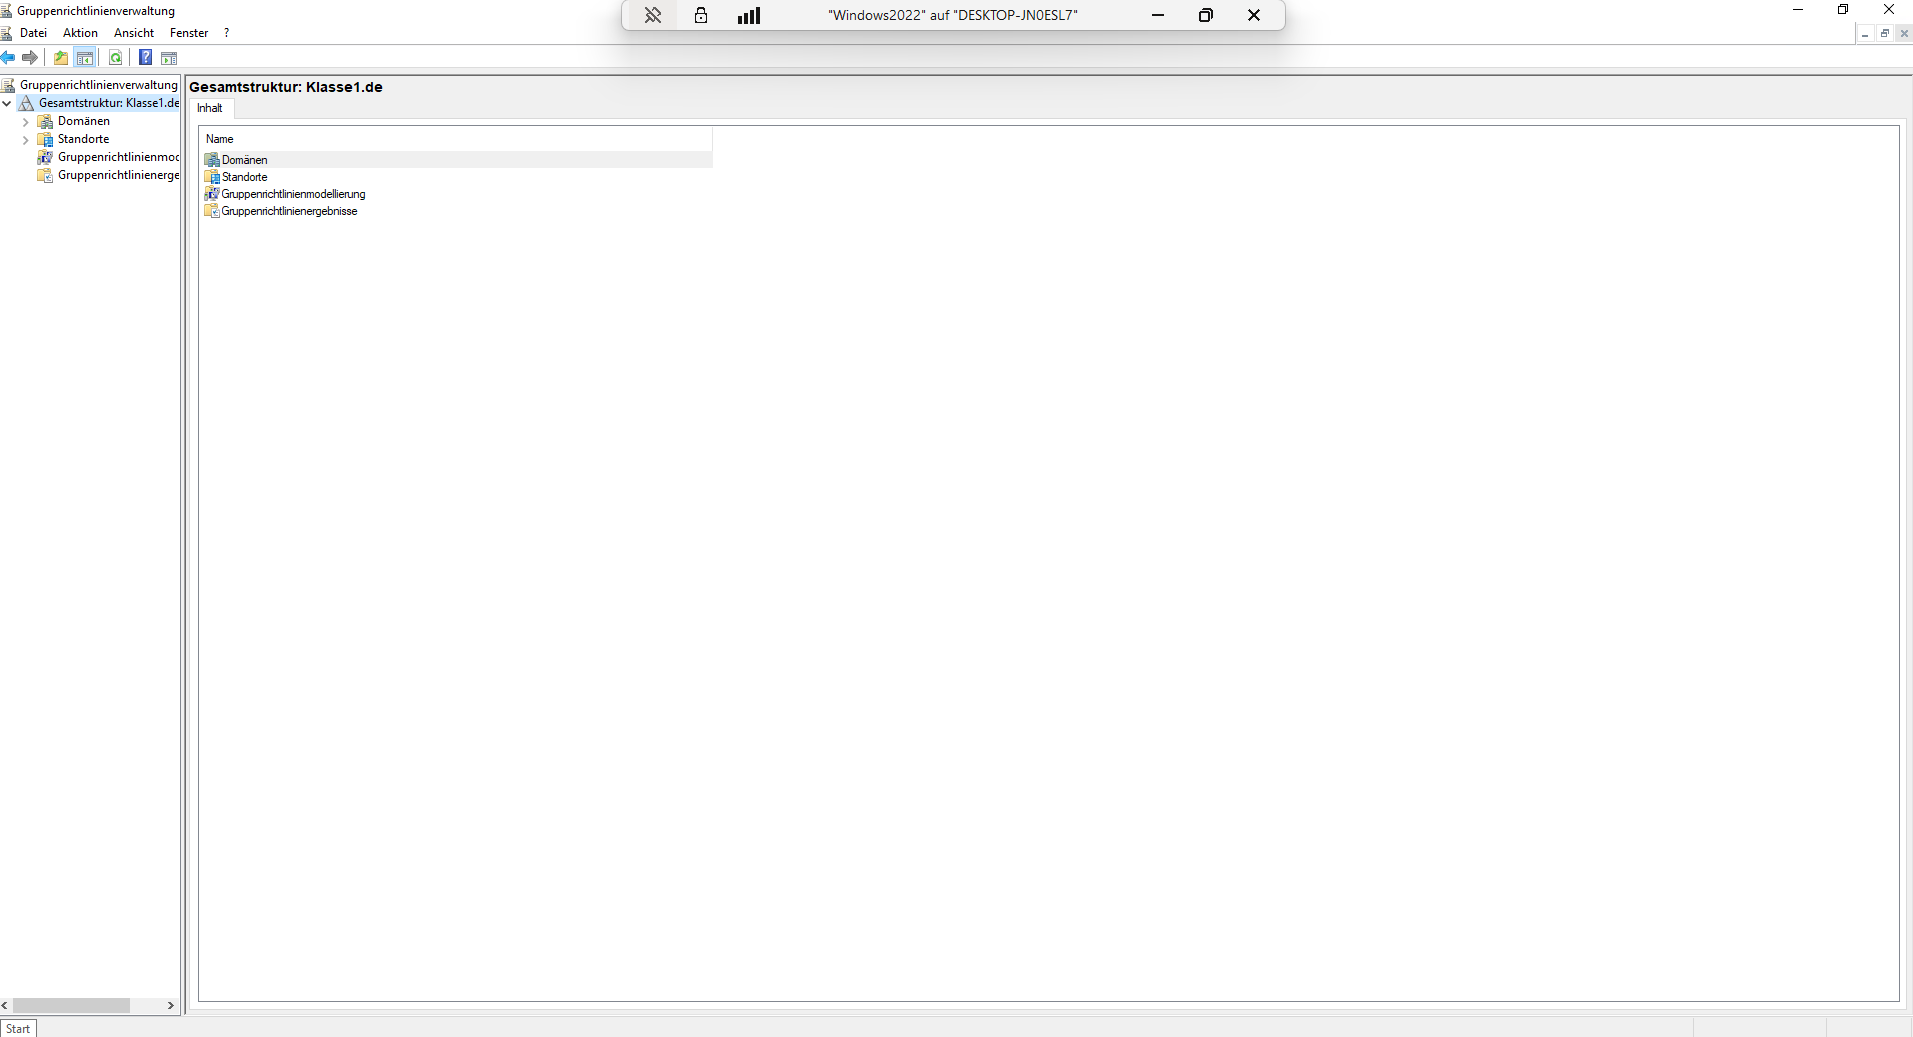 Gruppenrichtlinienverwaltung
"Windows2022" auf "DESKTOP-JN0ESL7"
Datei Aktion Ansicht Fenster ?
Gruppenrichtlinienverwaltung
Gesamtstruktur: Klasse1.de
Domänen
Standorte
Gruppenrichtlinienmod
Gruppenrichtlinienerge
Gesamtstruktur: Klasse1.de
Inhalt
Name
Domänen
Standorte
Gruppenrichtlinienmodellierung
Gruppenrichtlinienergebnisse
Start